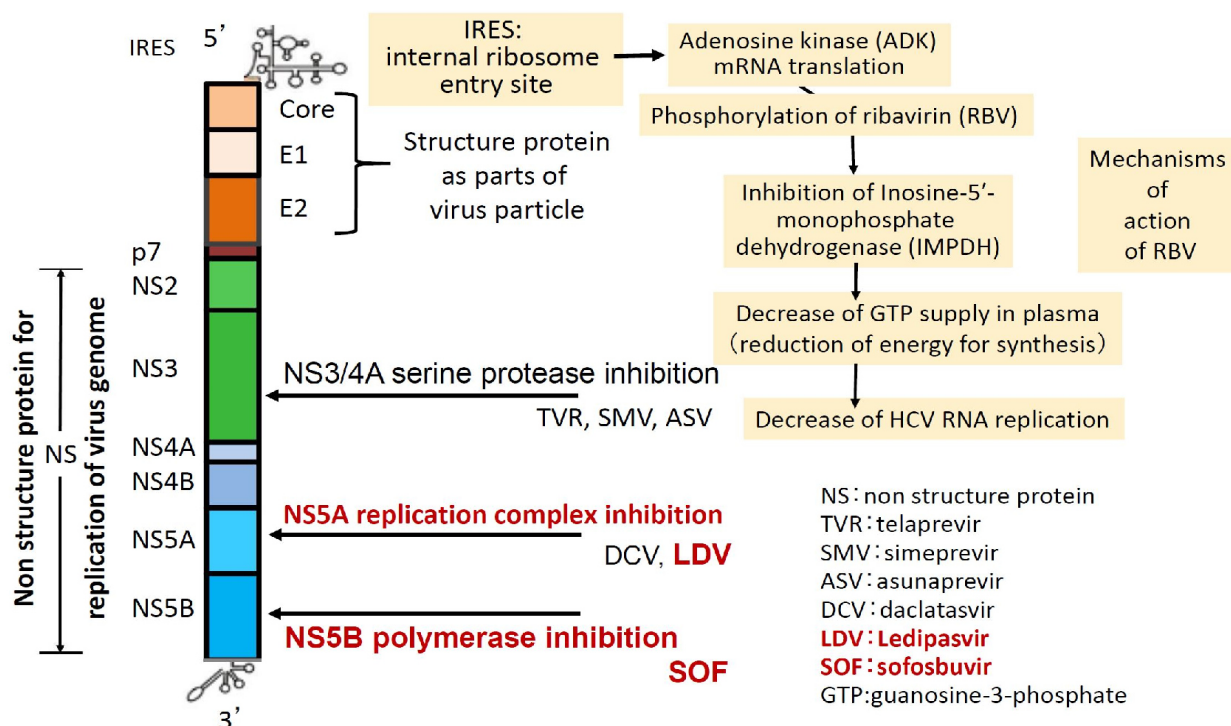 IRES
5’
IRES:
internal ribosome
entry site
Adenosine kinase (ADK)
mRNA translation
Phosphorylation of ribavirin (RBV)
Inhibition of Inosine-5′-
monophosphate
dehydrogenase (IMPDH)
Decrease of GTP supply in plasma
（reduction of energy for synthesis）
Decrease of HCV RNA replication
Mechanisms
of
action
of RBV
Core
E1
E2
Structure protein
as parts of
virus particle
p7
NS2
NS3
NS4A
NS4B
NS5A
NS5B
3’
Non structure protein for
replication of virus genome
NS
NS3/4A serine protease inhibition
TVR, SMV, ASV
NS5A replication complex inhibition
DCV, LDV
NS5B polymerase inhibition
SOF
NS：non structure protein
TVR：telaprevir
SMV：simeprevir
ASV：asunaprevir
DCV：daclatasvir
LDV：Ledipasvir
SOF：sofosbuvir
GTP:guanosine-3-phosphate